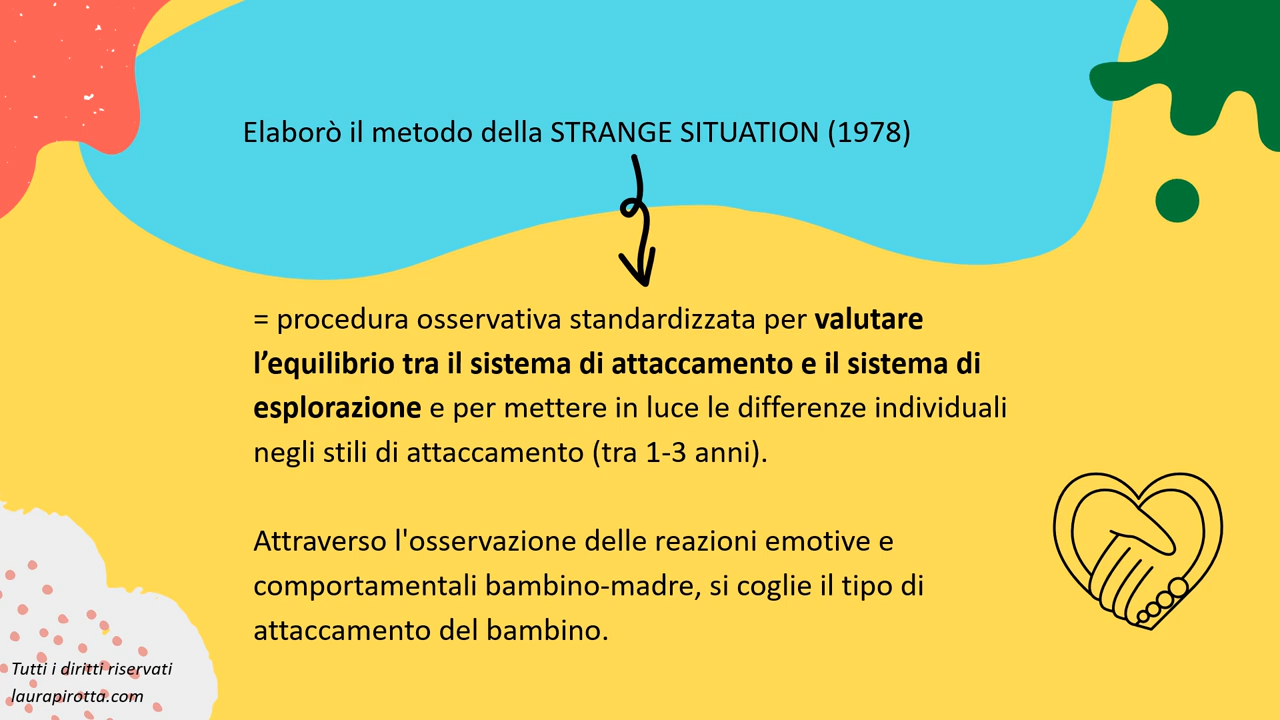 Elaborò il metodo della STRANGE SITUATION (1978)
= procedura osservativa standardizzata per valutare
l’equilibrio tra il sistema di attaccamento e il sistema di
esplorazione e per mettere in luce le differenze individuali
negli stili di attaccamento (tra 1-3 anni).
Attraverso l'osservazione delle reazioni emotive e
comportamentali bambino-madre, si coglie il tipo di
attaccamento del bambino.
Tutti i diritti riservati
laurapirotta.com